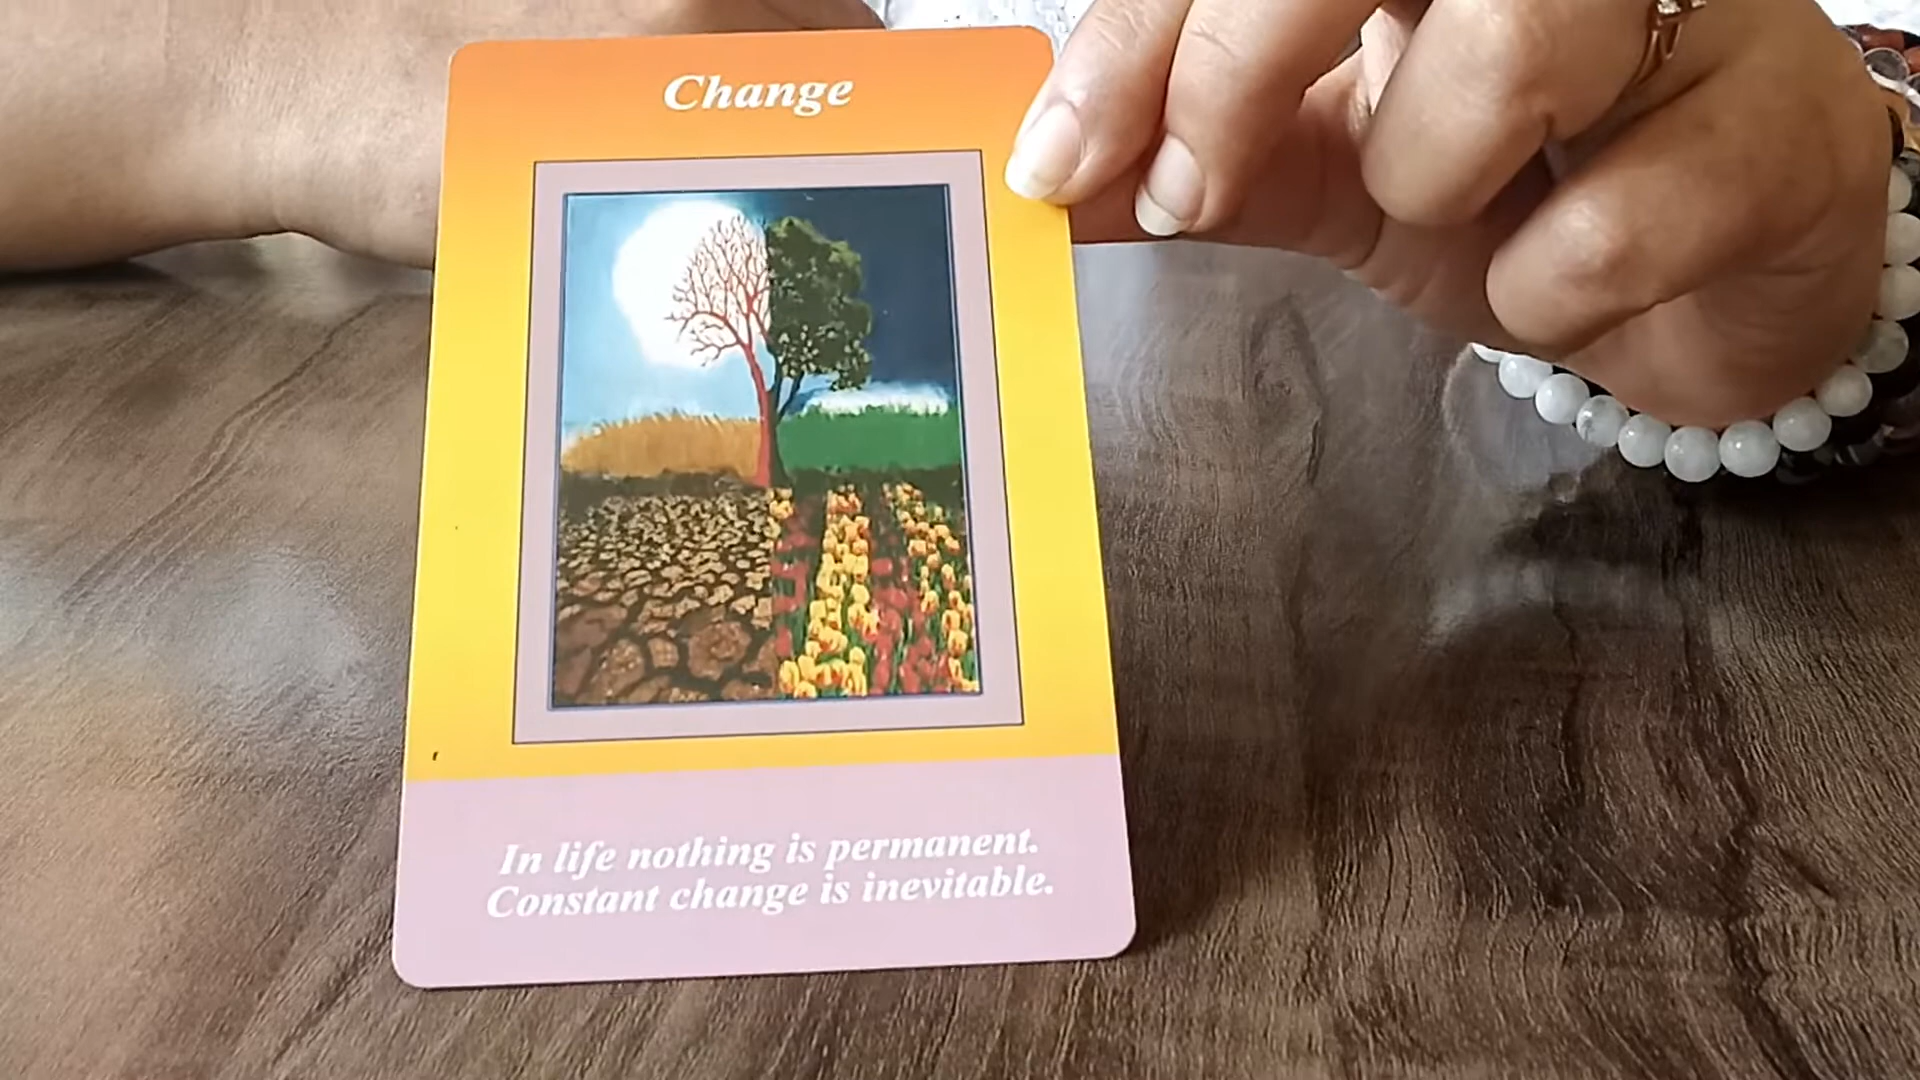 Change
In life nothing is permanent.
Constant change is inevitable.